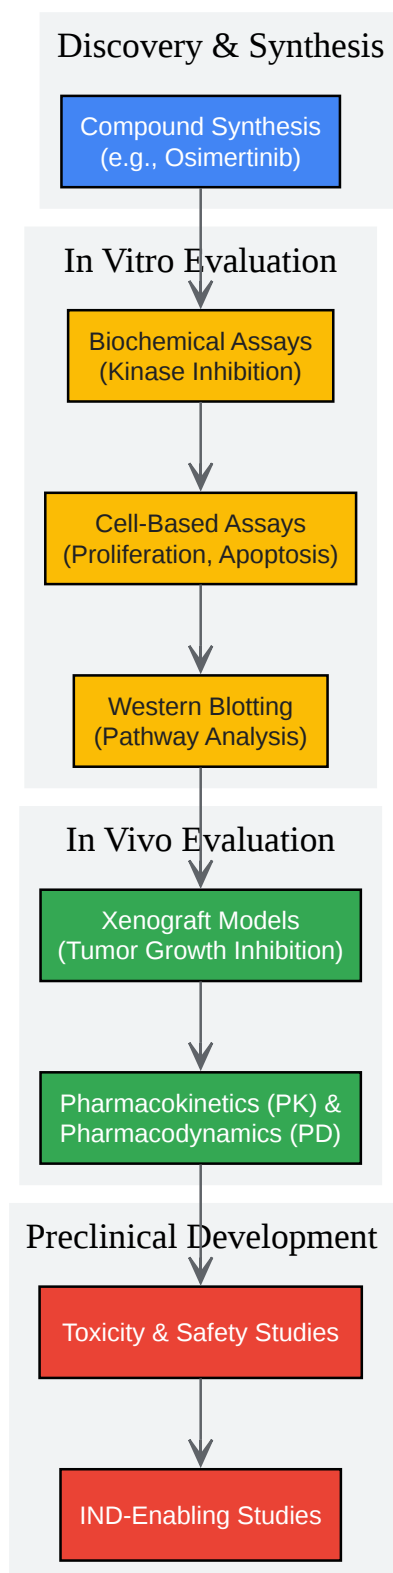 Discovery & Synthesis
Compound Synthesis
(e.g., Osimertinib)
In Vitro Evaluation
Biochemical Assays
(Kinase Inhibition)
Cell-Based Assays
(Proliferation, Apoptosis)
Western Blotting
(Pathway Analysis)
In Vivo Evaluation
Xenograft Models
(Tumor Growth Inhibition)
Pharmacokinetics (PK) &
Pharmacodynamics (PD)
Preclinical Development
Toxicity & Safety Studies
IND-Enabling Studies